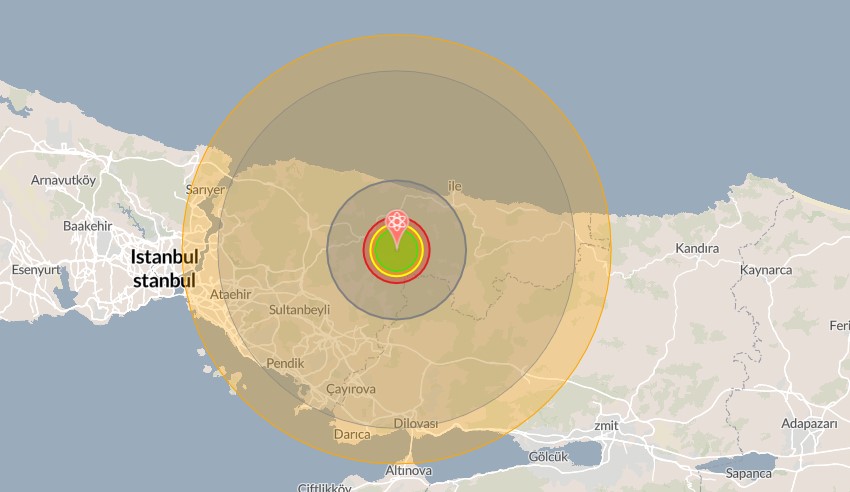 Arnavutköy
Sarıyer
ile
Baakehir
Istanbul
stanbul
Esenyurt
Kandıra
Kaynarca
Ataehir
Sultanbeyli
Feri
Pendik
Çayırova
Dilovası
Darıca
zmit
Adapazarı
Gölcük
Altınova
Sapanca
Çiftlikköy